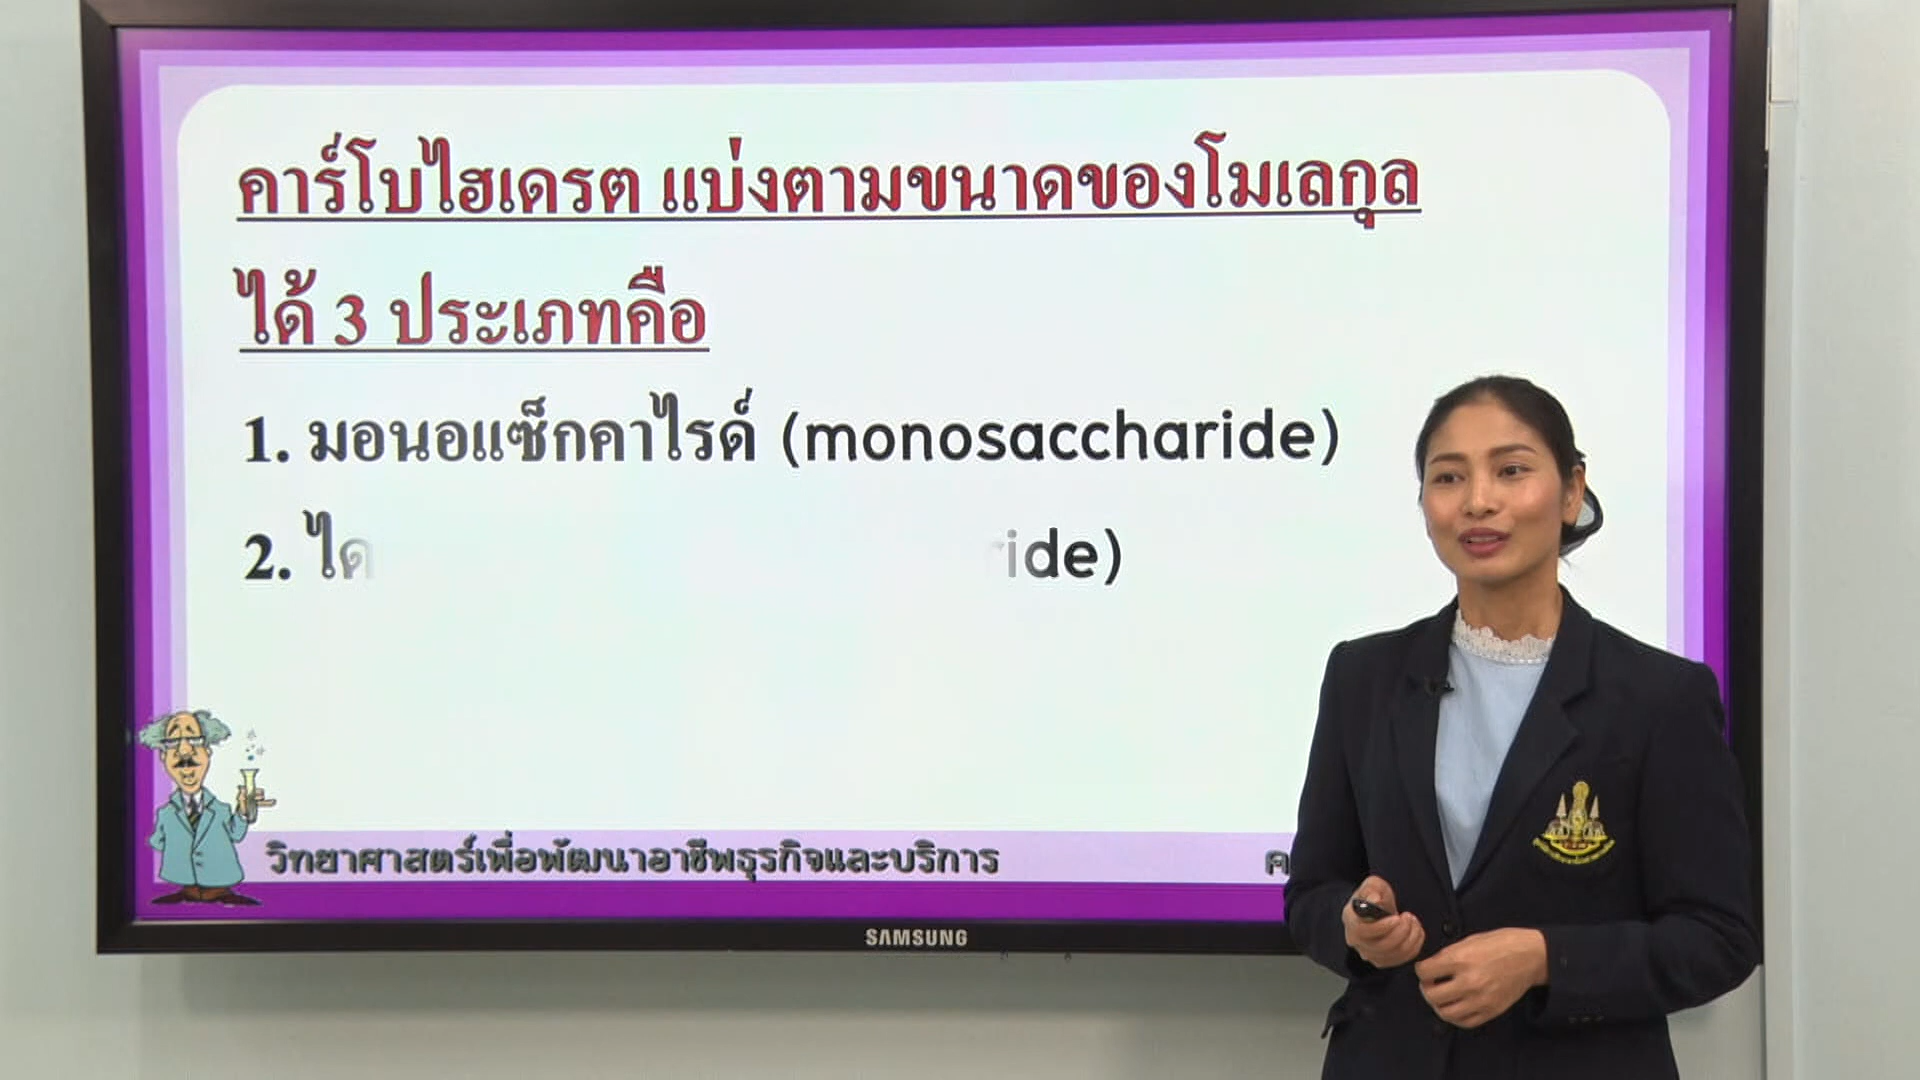 คาร์โบไฮเดรต แบ่งตามขนาดของโมเลกุล
ได้ 3 ประเภทคือ
1. มอนอแซ็กคาไรด์ (monosaccharide)
2. ได ide)
วิทยาศาสตร์เพื่อพัฒนาอาชีพธุรกิจและบริการ ค
SAMSUNG